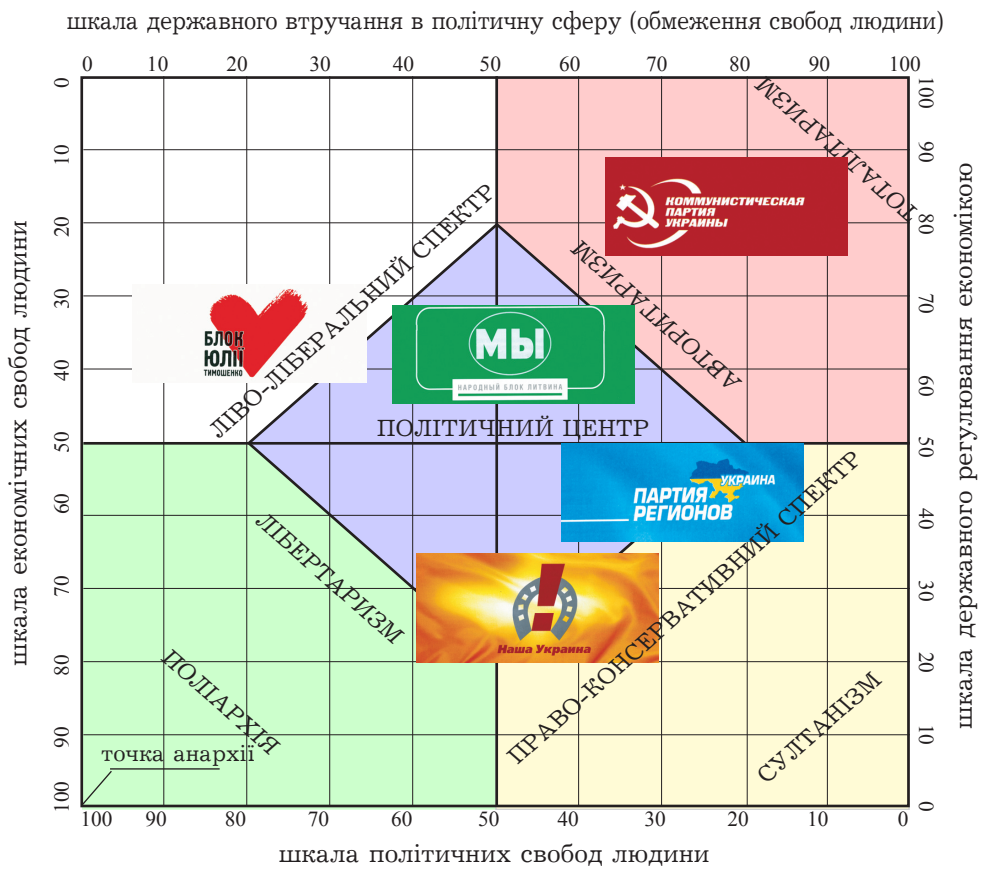 шкала державного втручання в політичну сферу (обмеження свобод людини)
0 10 20 30 40 50 60 70 80 90 100
шкала економічних свобод людини
0
10
20
30
40
50
60
70
80
90
100
шкала державного регулювання економікою
100
90
80
70
60
50
40
30
20
10
0
ТОТАЛІТАРИЗМ
КОММУНИСТИЧЕСКАЯ
ПАРТИЯ
УКРАИНЫ
ЛІВО-ЛІБЕРАЛЬНИЙ СПЕКТР
АВТОРИТАРИЗМ
БЛОК
ЮЛІЇ
ТИМОШЕНКО
МЫ
НАРОДНЫЙ БЛОК ЛИТВИНА
ПОЛІТИЧНИЙ ЦЕНТР
УКРАИНА
ПАРТИЯ
РЕГИОНОВ
ЛІБЕРТАРИЗМ
Наша Украина
ПРАВО-КОНСЕРВАТИВНИЙ СПЕКТР
ПОЛІАРХІЯ
СУЛТАНІЗМ
точка анархії
100 90 80 70 60 50 40 30 20 10 0
шкала політичних свобод людини